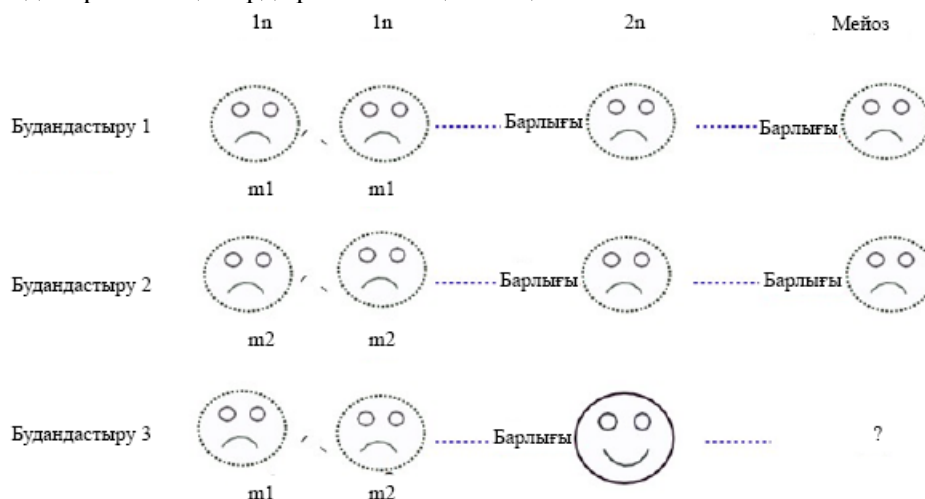 1n 1n 2n Мейоз
Будандастыру 1 Барлығы Барлығы
m1 m1
Будандастыру 2 Барлығы Барлығы
m2 m2
Будандастыру 3 Барлығы ?
m1 m2